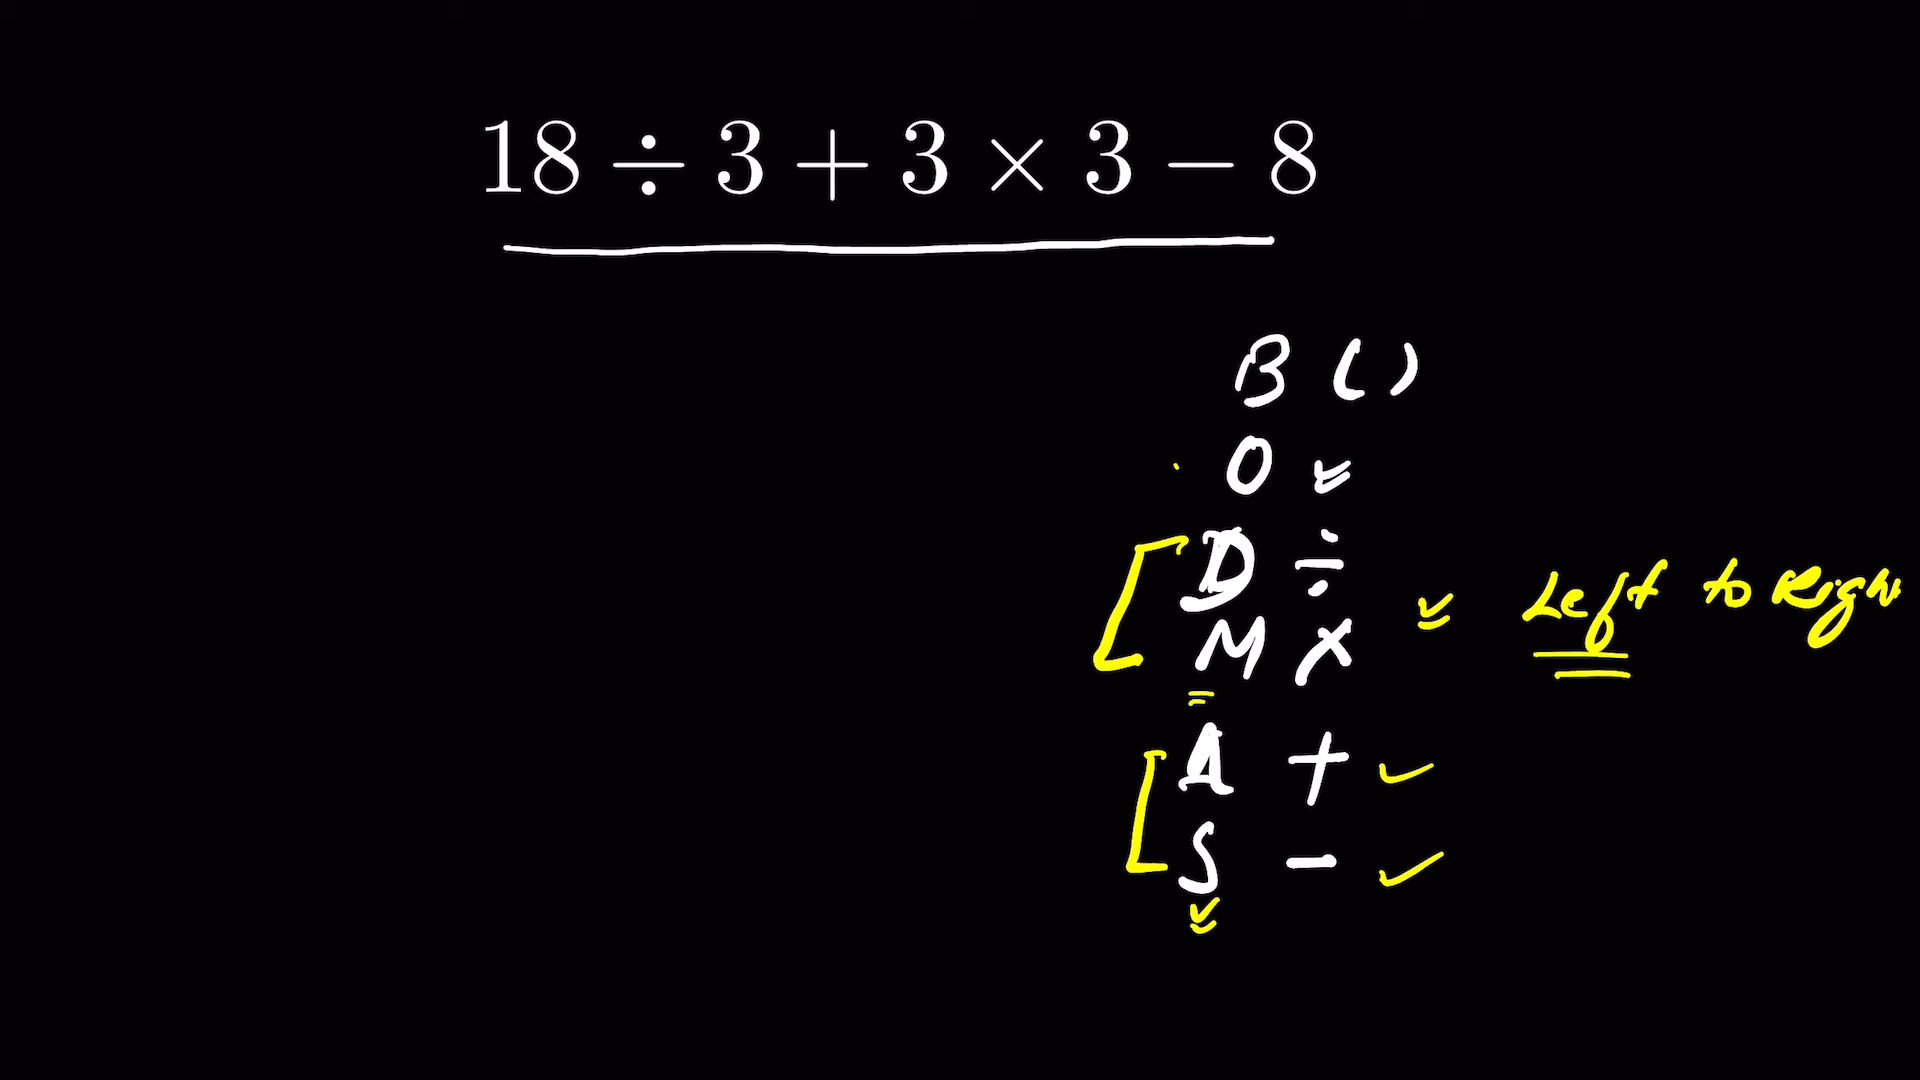 18 ÷ 3 + 3 × 3 − 8
B ( )
O
D ÷
M ×
Left to Right
A +
S −